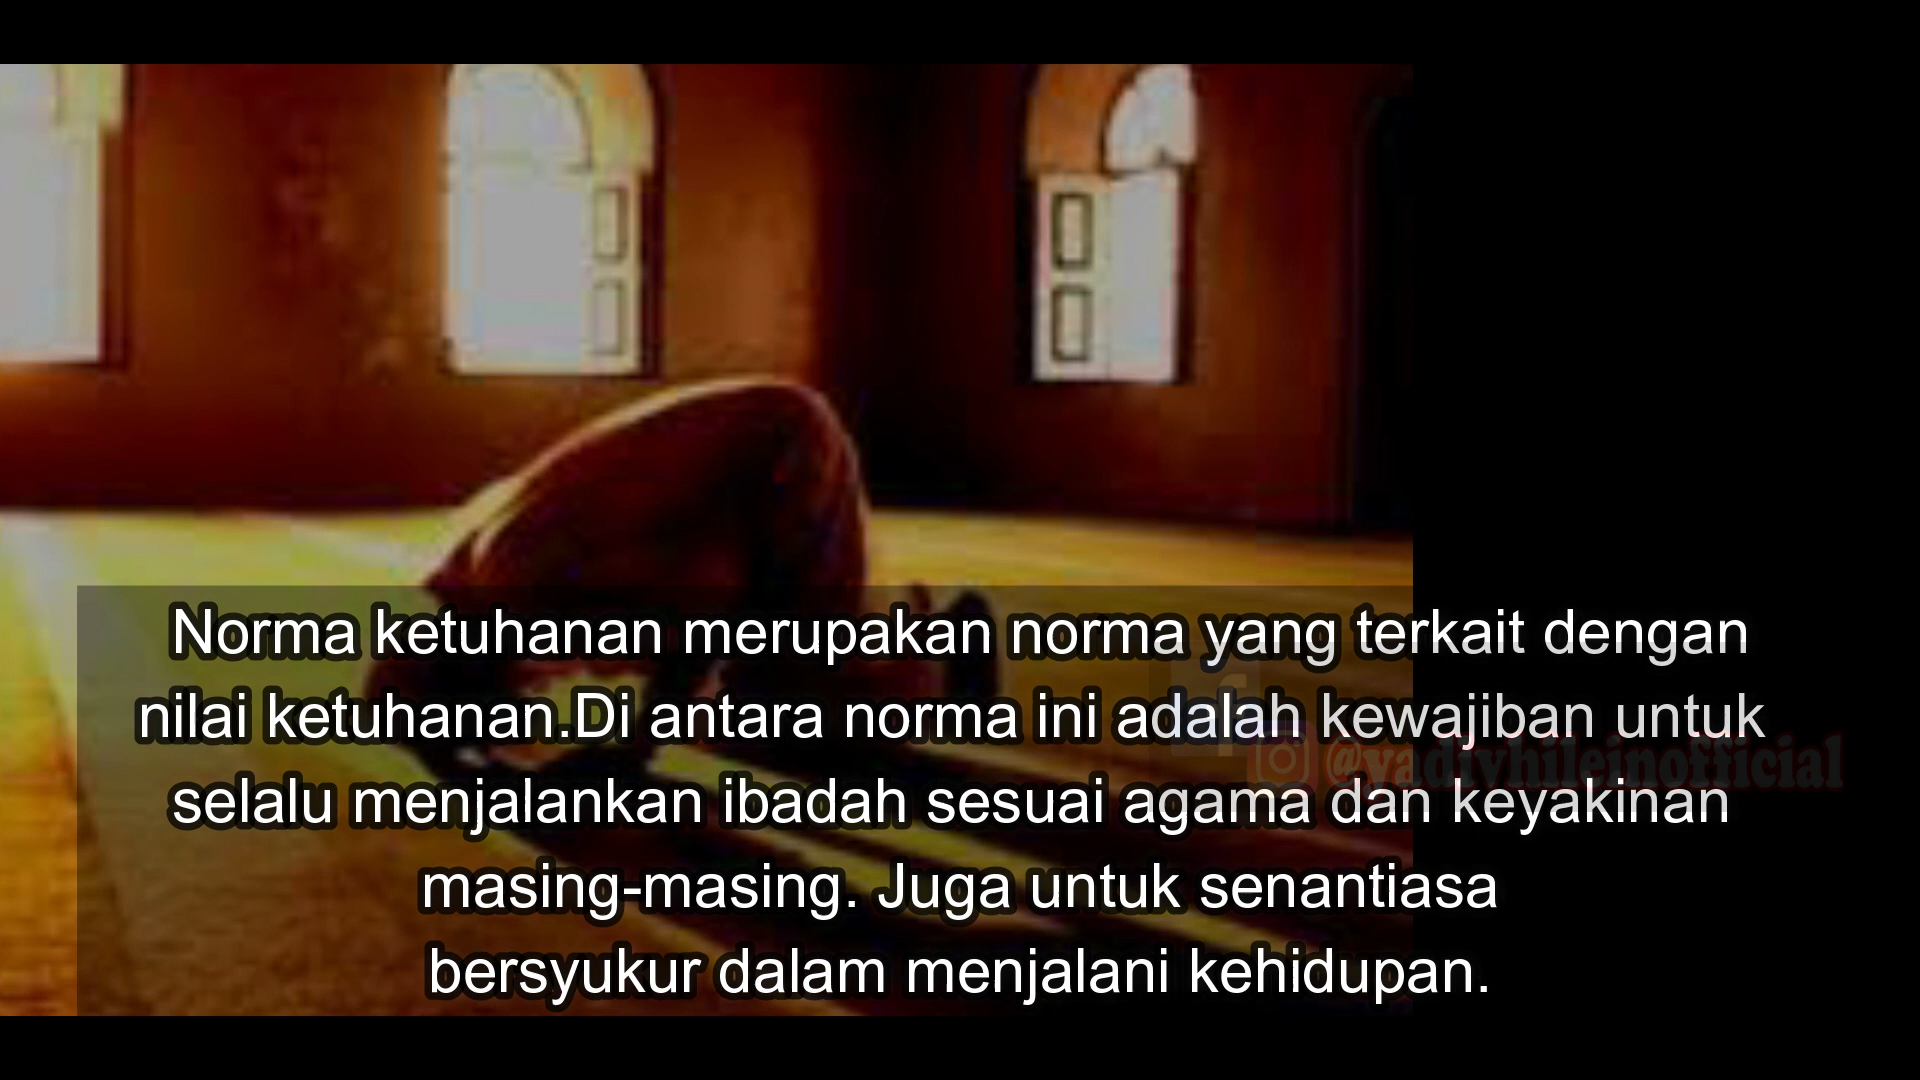 Norma ketuhanan merupakan norma yang terkait dengan
nilai ketuhanan.Di antara norma ini adalah kewajiban untuk
selalu menjalankan ibadah sesuai agama dan keyakinan
masing-masing. Juga untuk senantiasa
bersyukur dalam menjalani kehidupan.
@yadivhileinofficial